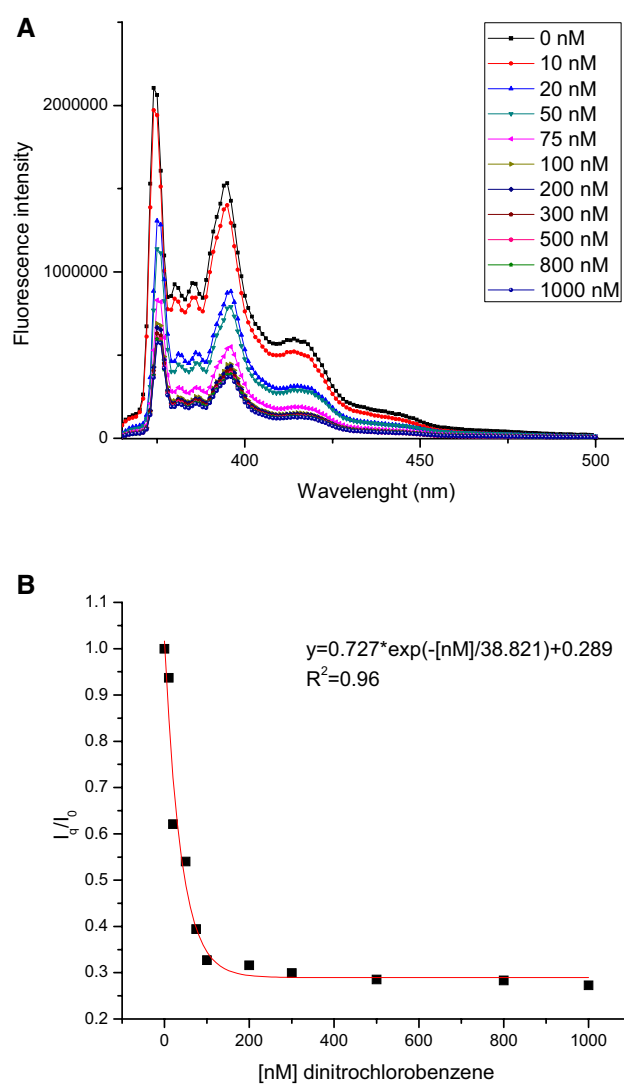 A
Fluorescence intensity
2000000
1000000
0
400
450
500
Wavelenght (nm)
0 nM
10 nM
20 nM
50 nM
75 nM
100 nM
200 nM
300 nM
500 nM
800 nM
1000 nM
B
I_q/I_0
1.1
1.0
0.9
0.8
0.7
0.6
0.5
0.4
0.3
0.2
y=0.727*exp(-[nM]/38.821)+0.289
R²=0.96
0
200
400
600
800
1000
[nM] dinitrochlorobenzene